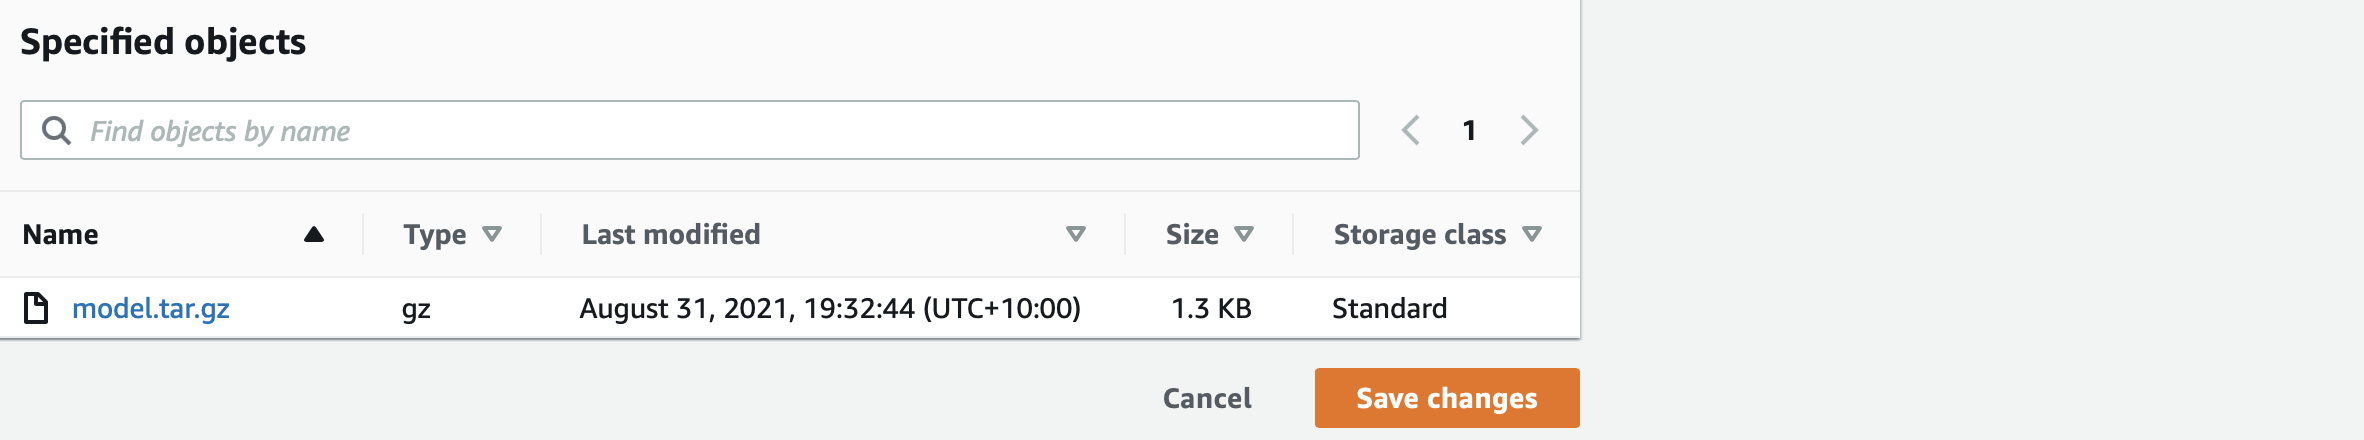 Specified objects
Find objects by name
1
Name Type Last modified Size Storage class
model.tar.gz gz August 31, 2021, 19:32:44 (UTC+10:00) 1.3 KB Standard
Cancel Save changes